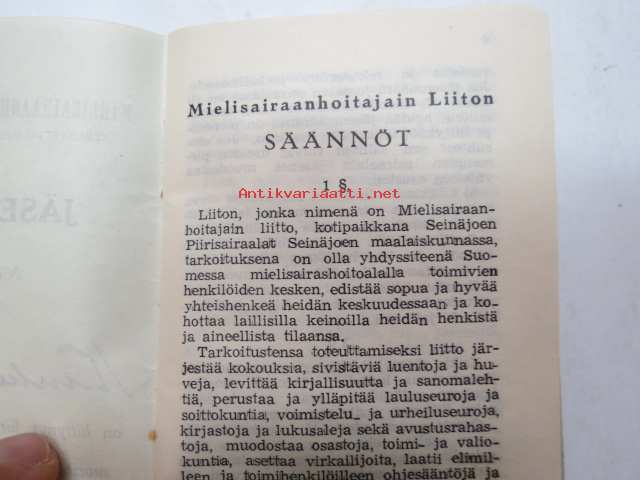 Mielisairaanhoitajain Liiton
SÄÄNNÖT
1 §.
Antikvariaatti.net
Liiton, jonka nimenä on Mielisairaan-
hoitajain liitto, kotipaikkana Seinäjoen
Piirisairaalat Seinäjoen maalaiskunnassa,
tarkoituksena on olla yhdyssiteenä Suo-
messa mielisairashoitoalalla toimivien
henkilöiden kesken, edistää sopua ja hyvää
yhteishenkeä heidän keskuudessaan ja ko-
hottaa laillisilla keinoilla heidän henkistä
ja aineellista tilaansa.
Tarkoitustensa toteuttamiseksi liitto jär-
jestää kokouksia, sivistäviä luentoja ja hu-
veja, levittää kirjallisuutta ja sanomaleh-
tiä, perustaa ja ylläpitää lauluseuroja ja
soittokuntia, voimistelu- ja urheiluseuroja,
kirjastoja ja lukusaleja sekä avustusrahas-
toja, muodostaa osastoja, toimi- ja valio-
kuntia, asettaa virkailijoita, laatii elimil-
leen ja toimihenkilöilleen ohjesääntöjä ja